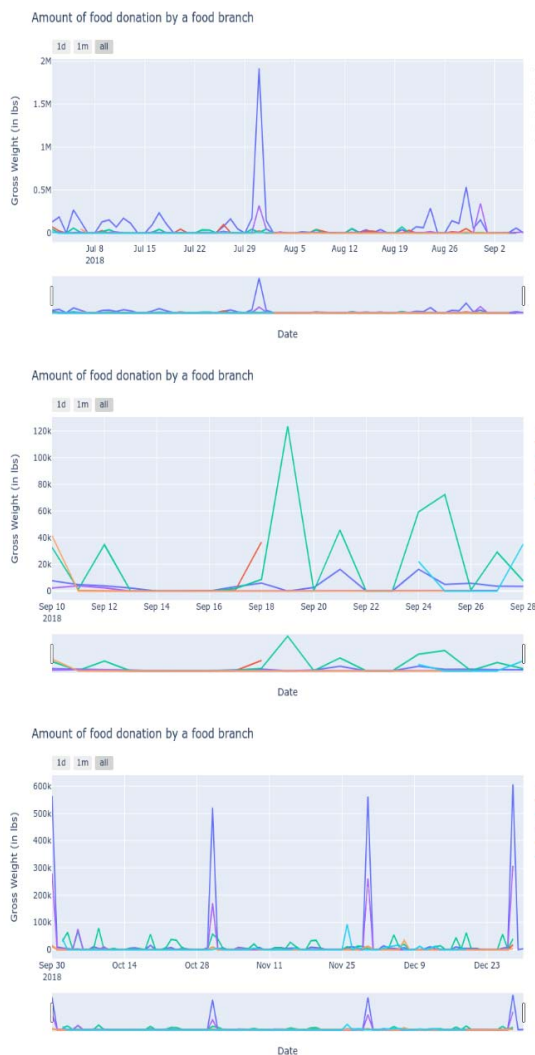 Amount of food donation by a food branch
1d 1m all
Gross Weight (in lbs)
2M
1.5M
1M
0.5M
0
Jul 8 Jul 15 Jul 22 Jul 29 Aug 5 Aug 12 Aug 19 Aug 26 Sep 2
2018
Date
Amount of food donation by a food branch
1d 1m all
Gross Weight (in lbs)
120k
100k
80k
60k
40k
20k
0
Sep 10 Sep 12 Sep 14 Sep 16 Sep 18 Sep 20 Sep 22 Sep 24 Sep 26 Sep 28
2018
Date
Amount of food donation by a food branch
1d 1m all
Gross Weight (in lbs)
600k
500k
400k
300k
200k
100k
0
Sep 30 Oct 14 Oct 28 Nov 11 Nov 25 Dec 9 Dec 23
2018
Date